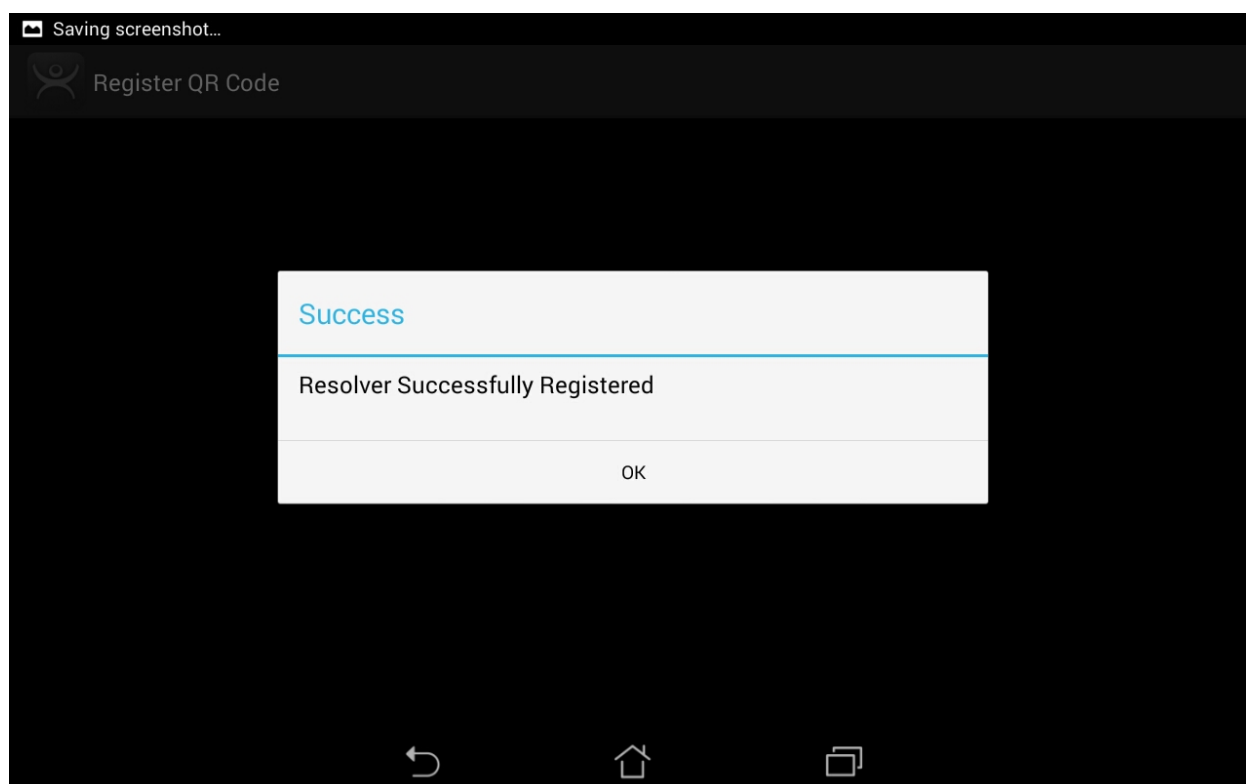 Saving screenshot...
Register QR Code
Success
Resolver Successfully Registered
OK